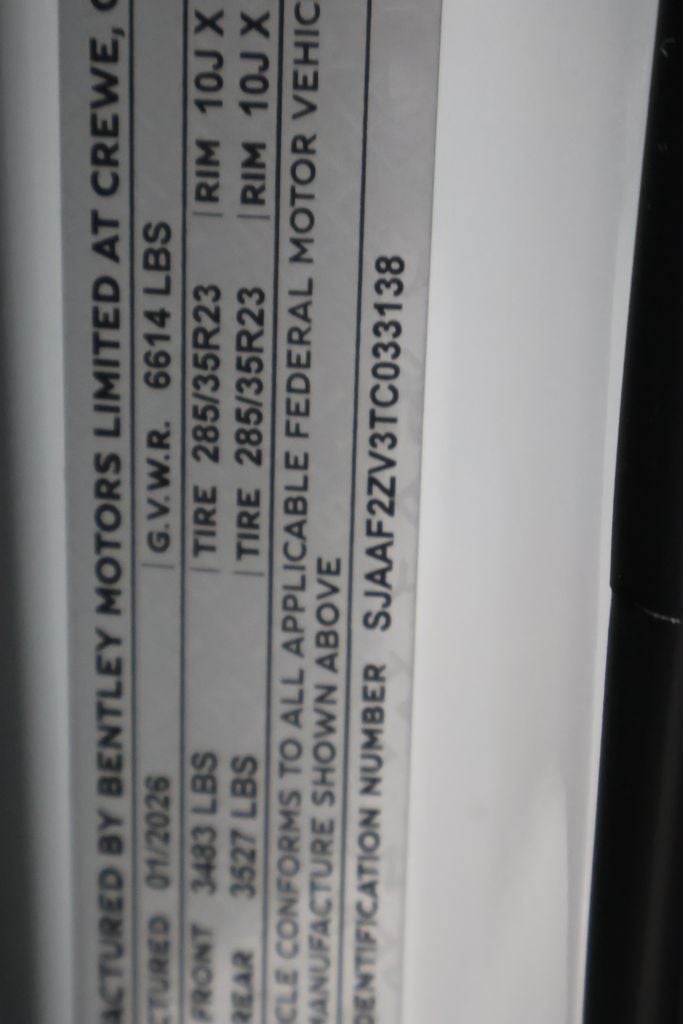 ACTURED BY BENTLEY MOTORS LIMITED AT CREWE,
CTURED 01/2026 G.V.W.R. 6614 LBS
FRONT 3483 LBS TIRE 285/35R23 RIM 10J X
REAR 3527 LBS TIRE 285/35R23 RIM 10J X
CLE CONFORMS TO ALL APPLICABLE FEDERAL MOTOR VEHIC
MANUFACTURE SHOWN ABOVE
DENTIFICATION NUMBER SJAAF2ZV3TC033138